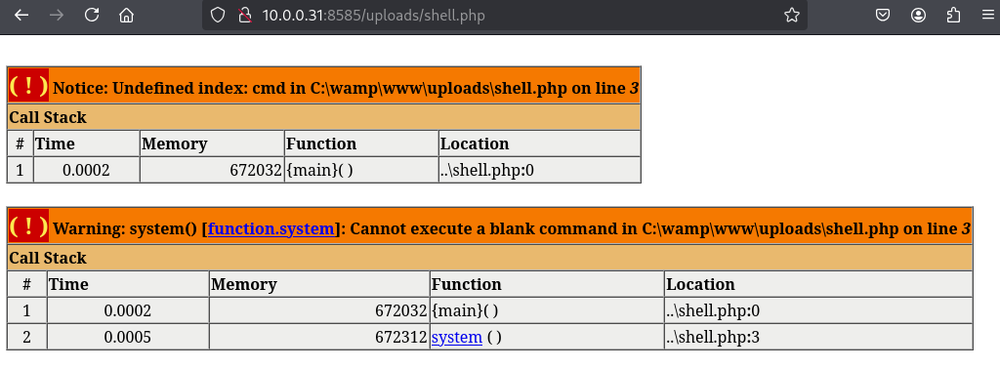 10.0.0.31:8585/uploads/shell.php
( ! ) Notice: Undefined index: cmd in C:\wamp\www\uploads\shell.php on line 3
Call Stack
# Time Memory Function Location
1 0.0002 672032 {main}( ) ..\shell.php:0
( ! ) Warning: system() [function.system]: Cannot execute a blank command in C:\wamp\www\uploads\shell.php on line 3
Call Stack
# Time Memory Function Location
1 0.0002 672032 {main}( ) ..\shell.php:0
2 0.0005 672312 system ( ) ..\shell.php:3